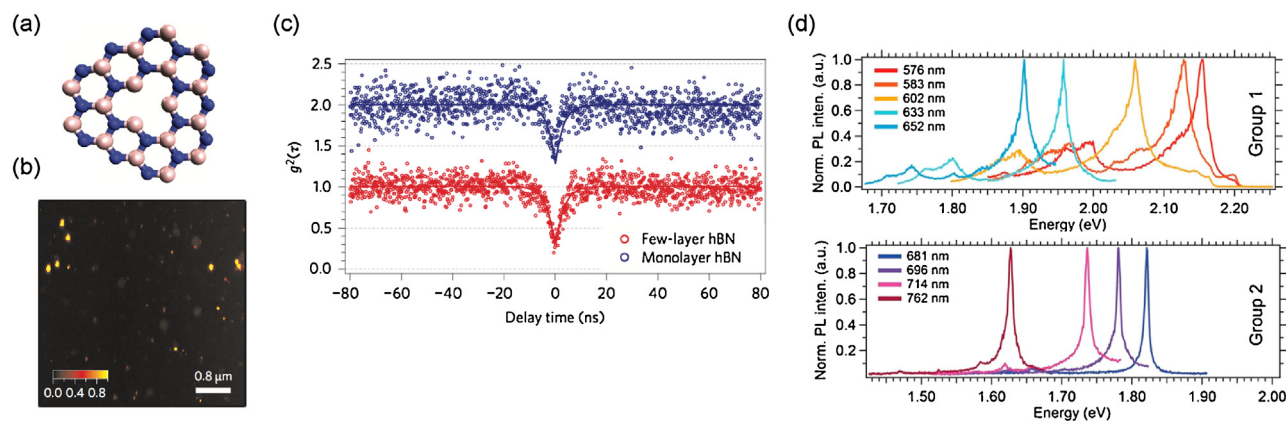 (a)
(b)
0.0 0.4 0.8
0.8 µm
(c)
g²(τ)
2.5
2.0
1.5
1.0
0.5
0.0
Few-layer hBN
Monolayer hBN
−80 −60 −40 −20 0 20 40 60 80
Delay time (ns)
(d)
Norm. PL inten. (a.u.)
1.0
0.8
0.6
0.4
0.2
0.0
576 nm
583 nm
602 nm
633 nm
652 nm
Group 1
1.70 1.80 1.90 2.00 2.10 2.20
Energy (eV)
Norm. PL inten. (a.u.)
1.0
0.8
0.6
0.4
0.2
681 nm
696 nm
714 nm
762 nm
Group 2
1.50 1.60 1.70 1.80 1.90 2.00
Energy (eV)